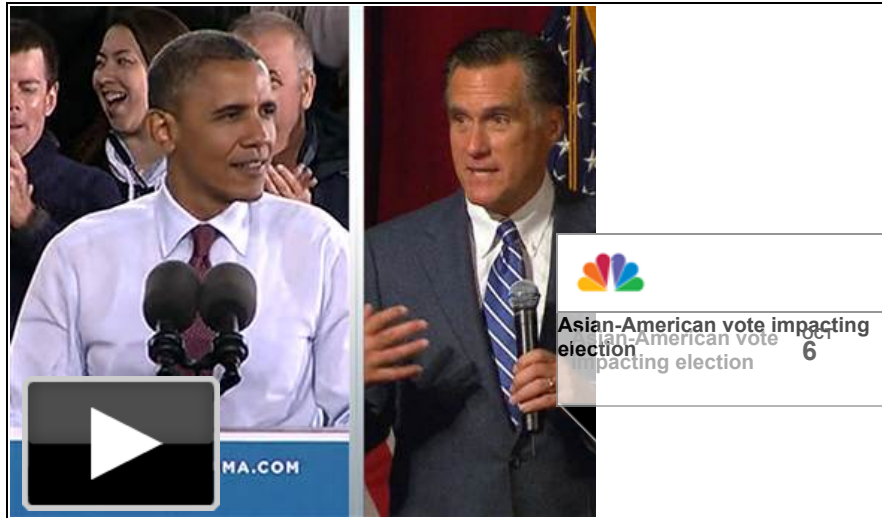 MA.COM
Asian-American vote impacting
election
Asian-American vote
impacting election
OCT
6